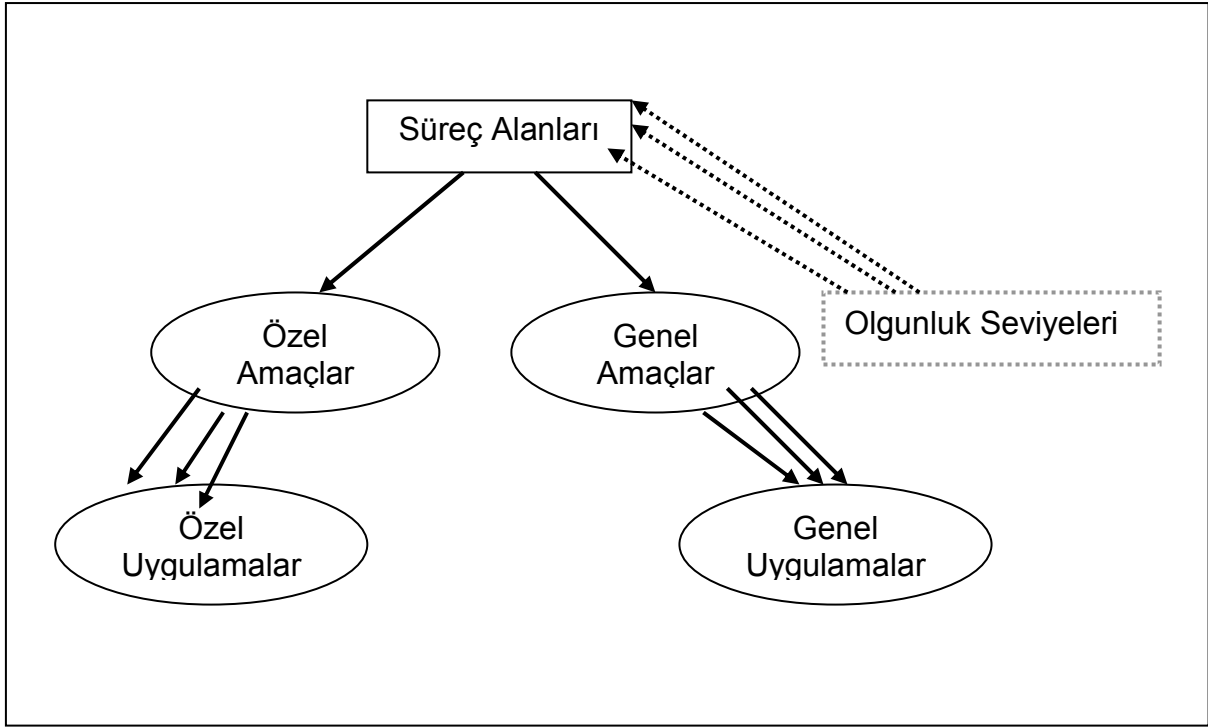 Süreç Alanları
Özel
Amaçlar
Genel
Amaçlar
Olgunluk Seviyeleri
Özel
Uygulamalar
Genel
Uygulamalar